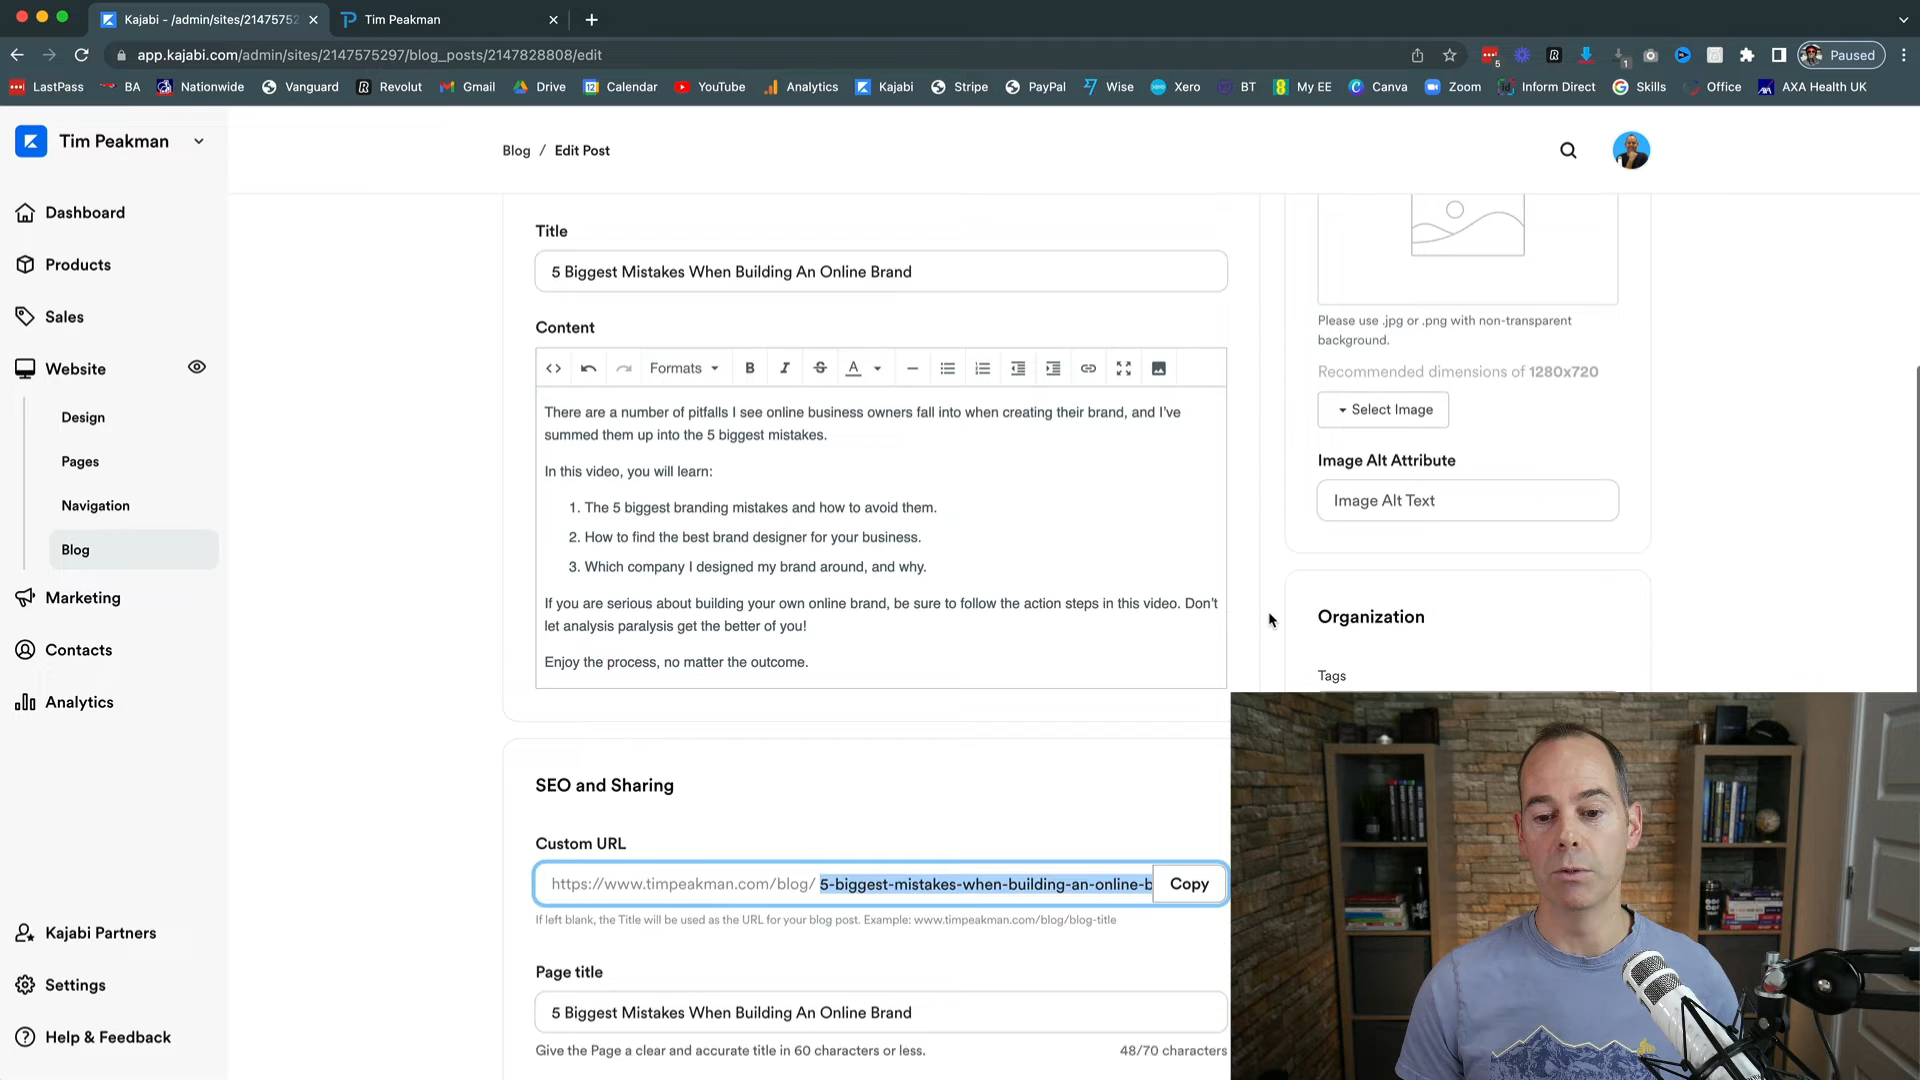 Kajabi - /admin/sites/21475752
Tim Peakman
app.kajabi.com/admin/sites/2147575297/blog_posts/2147828808/edit
5
1
Paused
LastPass
BA
Nationwide
Vanguard
Revolut
Gmail
Drive
Calendar
YouTube
Analytics
Kajabi
Stripe
PayPal
Wise
Xero
BT
My EE
Canva
Zoom
Inform Direct
Skills
Office
AXA Health UK
Tim Peakman
Blog / Edit Post
Dashboard
Products
Sales
Website
Design
Pages
Navigation
Blog
Marketing
Contacts
Analytics
Kajabi Partners
Settings
Help & Feedback
Title
5 Biggest Mistakes When Building An Online Brand
Content
Formats
There are a number of pitfalls I see online business owners fall into when creating their brand, and I've
summed them up into the 5 biggest mistakes.
In this video, you will learn:
1. The 5 biggest branding mistakes and how to avoid them.
2. How to find the best brand designer for your business.
3. Which company I designed my brand around, and why.
If you are serious about building your own online brand, be sure to follow the action steps in this video. Don't
let analysis paralysis get the better of you!
Enjoy the process, no matter the outcome.
SEO and Sharing
Custom URL
https://www.timpeakman.com/blog/ 5-biggest-mistakes-when-building-an-online-b
Copy
If left blank, the Title will be used as the URL for your blog post. Example: www.timpeakman.com/blog/blog-title
Page title
5 Biggest Mistakes When Building An Online Brand
Give the Page a clear and accurate title in 60 characters or less.
48/70 characters
Please use .jpg or .png with non-transparent
background.
Recommended dimensions of 1280x720
Select Image
Image Alt Attribute
Image Alt Text
Organization
Tags